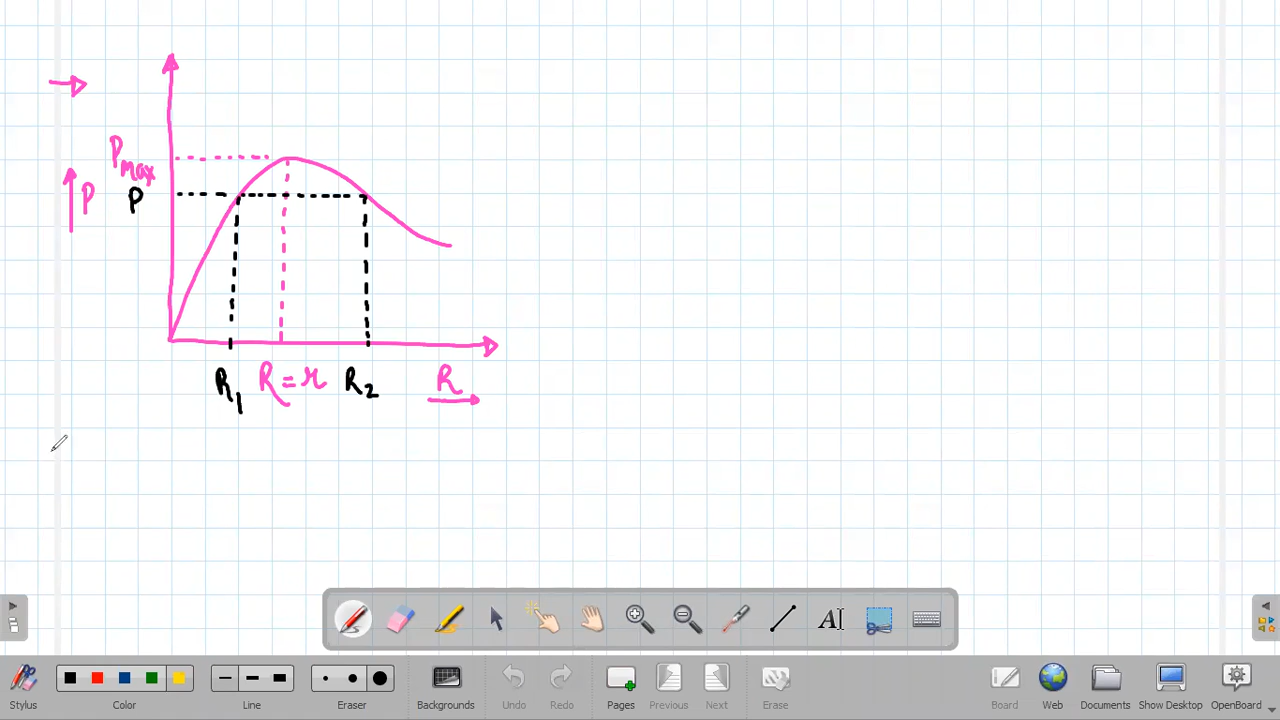 Pmax
P P
R1 R=r R2 R
Stylus Color Line Eraser Backgrounds Undo Redo Pages Previous Next Erase Board Web Documents Show Desktop OpenBoard